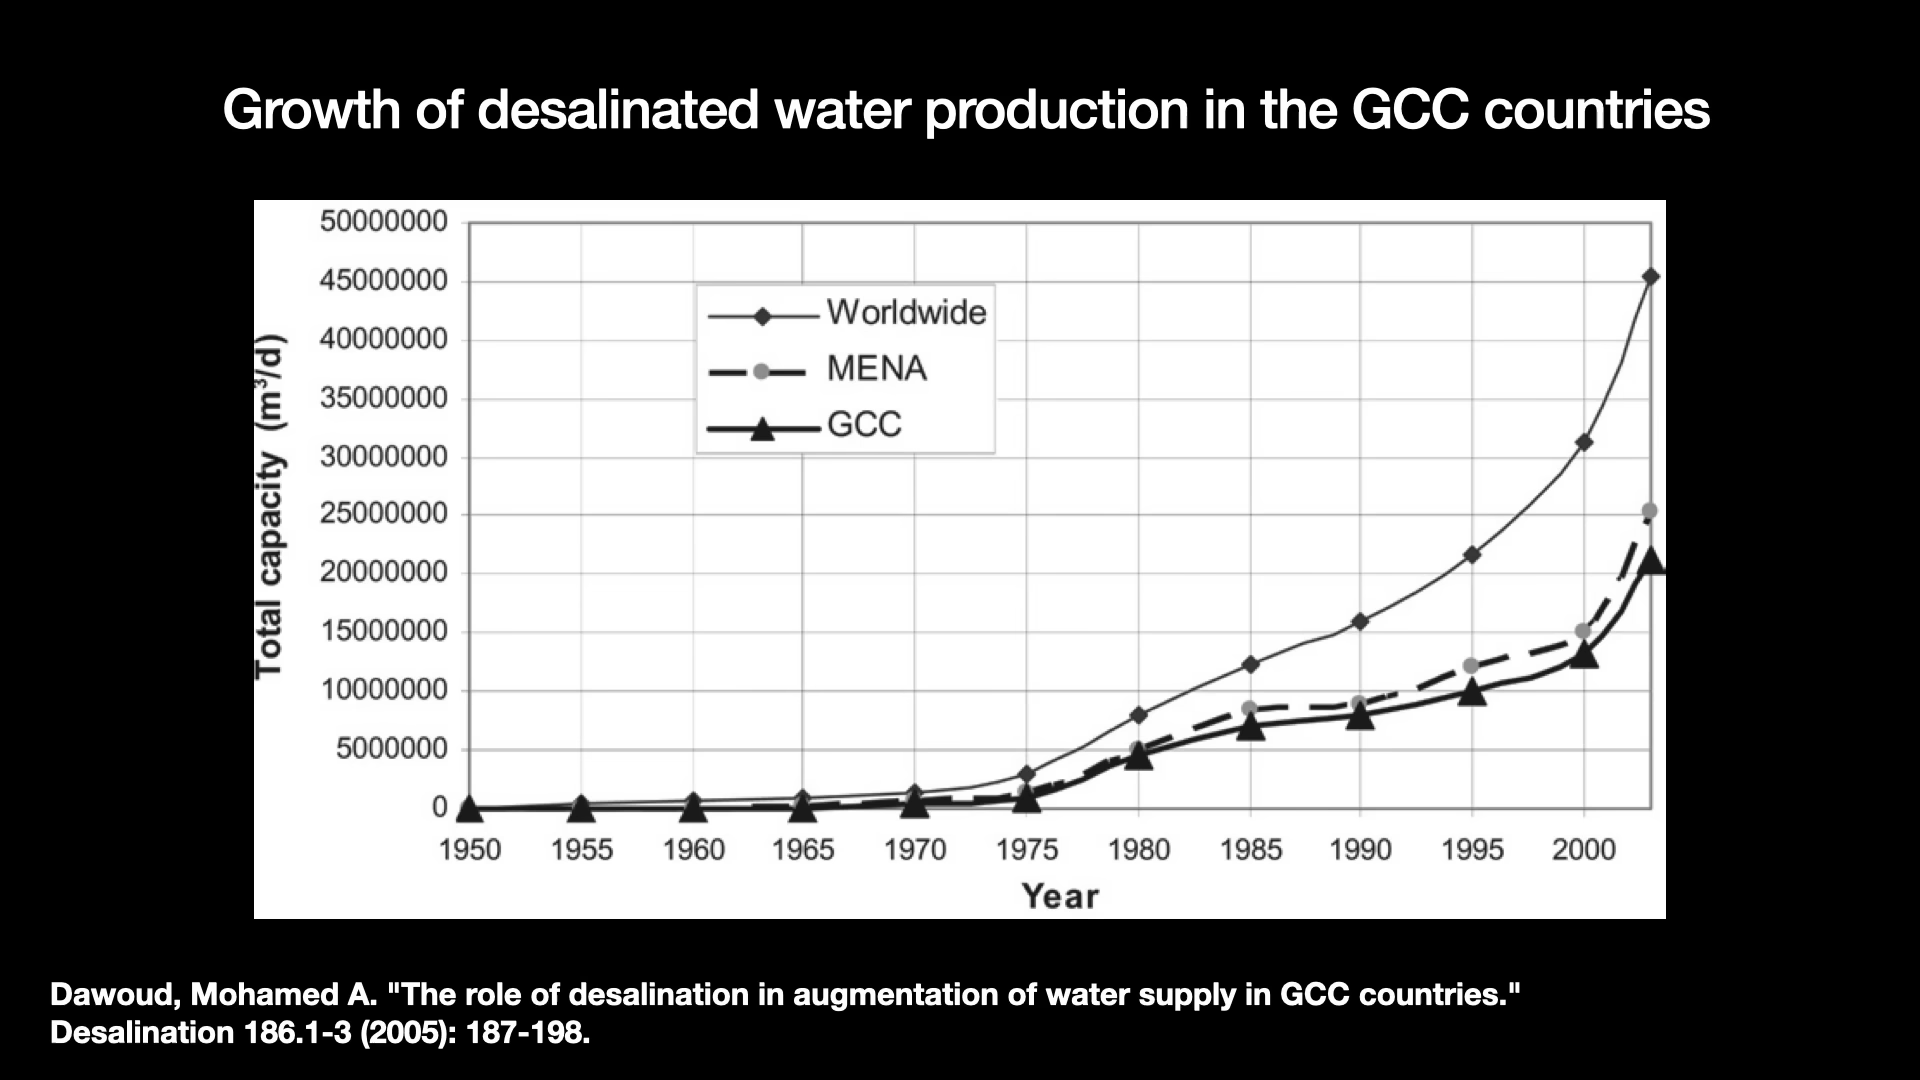 Growth of desalinated water production in the GCC countries
50000000
45000000
40000000
35000000
30000000
25000000
20000000
15000000
10000000
5000000
0
Total capacity (m³/d)
Worldwide
MENA
GCC
1950 1955 1960 1965 1970 1975 1980 1985 1990 1995 2000
Year
Dawoud, Mohamed A. "The role of desalination in augmentation of water supply in GCC countries."
Desalination 186.1-3 (2005): 187-198.